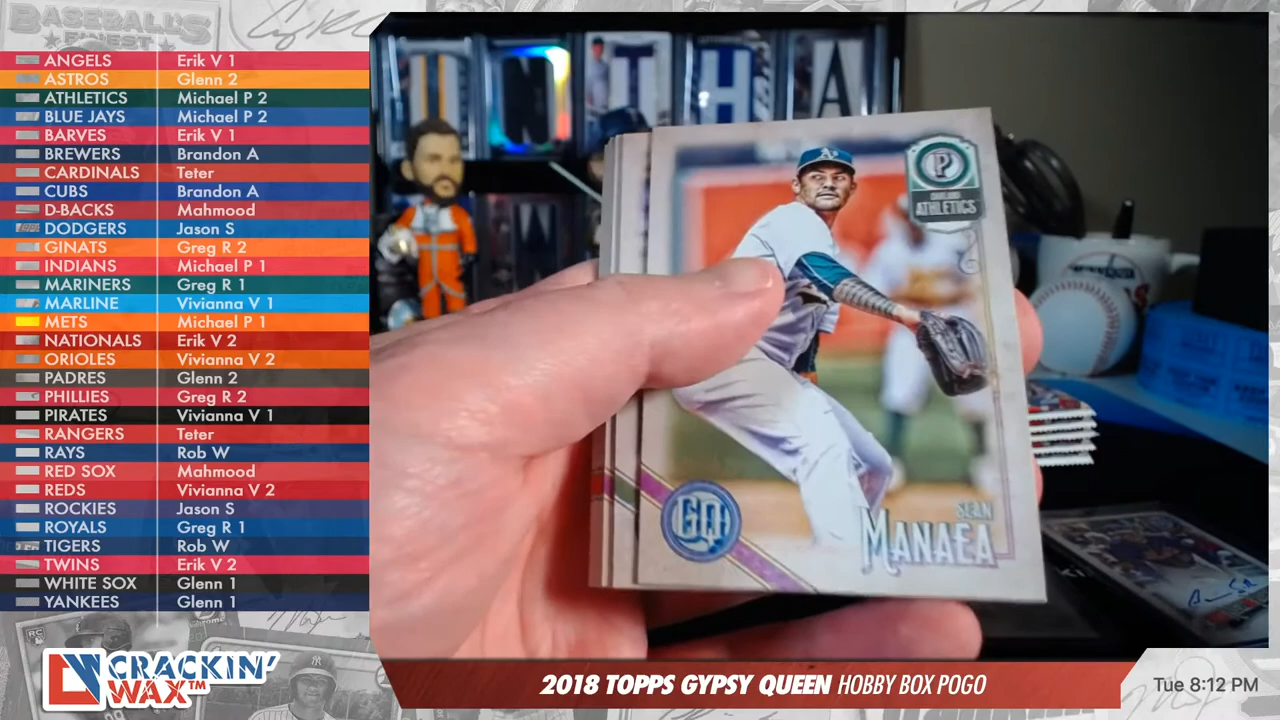 BASEBALL'S
FINEST
ANGELS Erik V 1
ASTROS Glenn 2
ATHLETICS Michael P 2
BLUE JAYS Michael P 2
BARVES Erik V 1
BREWERS Brandon A
CARDINALS Teter
CUBS Brandon A
D-BACKS Mahmood
DODGERS Jason S
GINATS Greg R 2
INDIANS Michael P 1
MARINERS Greg R 1
MARLINE Vivianna V 1
METS Michael P 1
NATIONALS Erik V 2
ORIOLES Vivianna V 2
PADRES Glenn 2
PHILLIES Greg R 2
PIRATES Vivianna V 1
RANGERS Teter
RAYS Rob W
RED SOX Mahmood
REDS Vivianna V 2
ROCKIES Jason S
ROYALS Greg R 1
TIGERS Rob W
TWINS Erik V 2
WHITE SOX Glenn 1
YANKEES Glenn 1
RC
CRACKIN'
WAX™
P
ATHLETICS
GQ
SEAN
MANAEA
2018 TOPPS GYPSY QUEEN HOBBY BOX POGO
Tue 8:12 PM